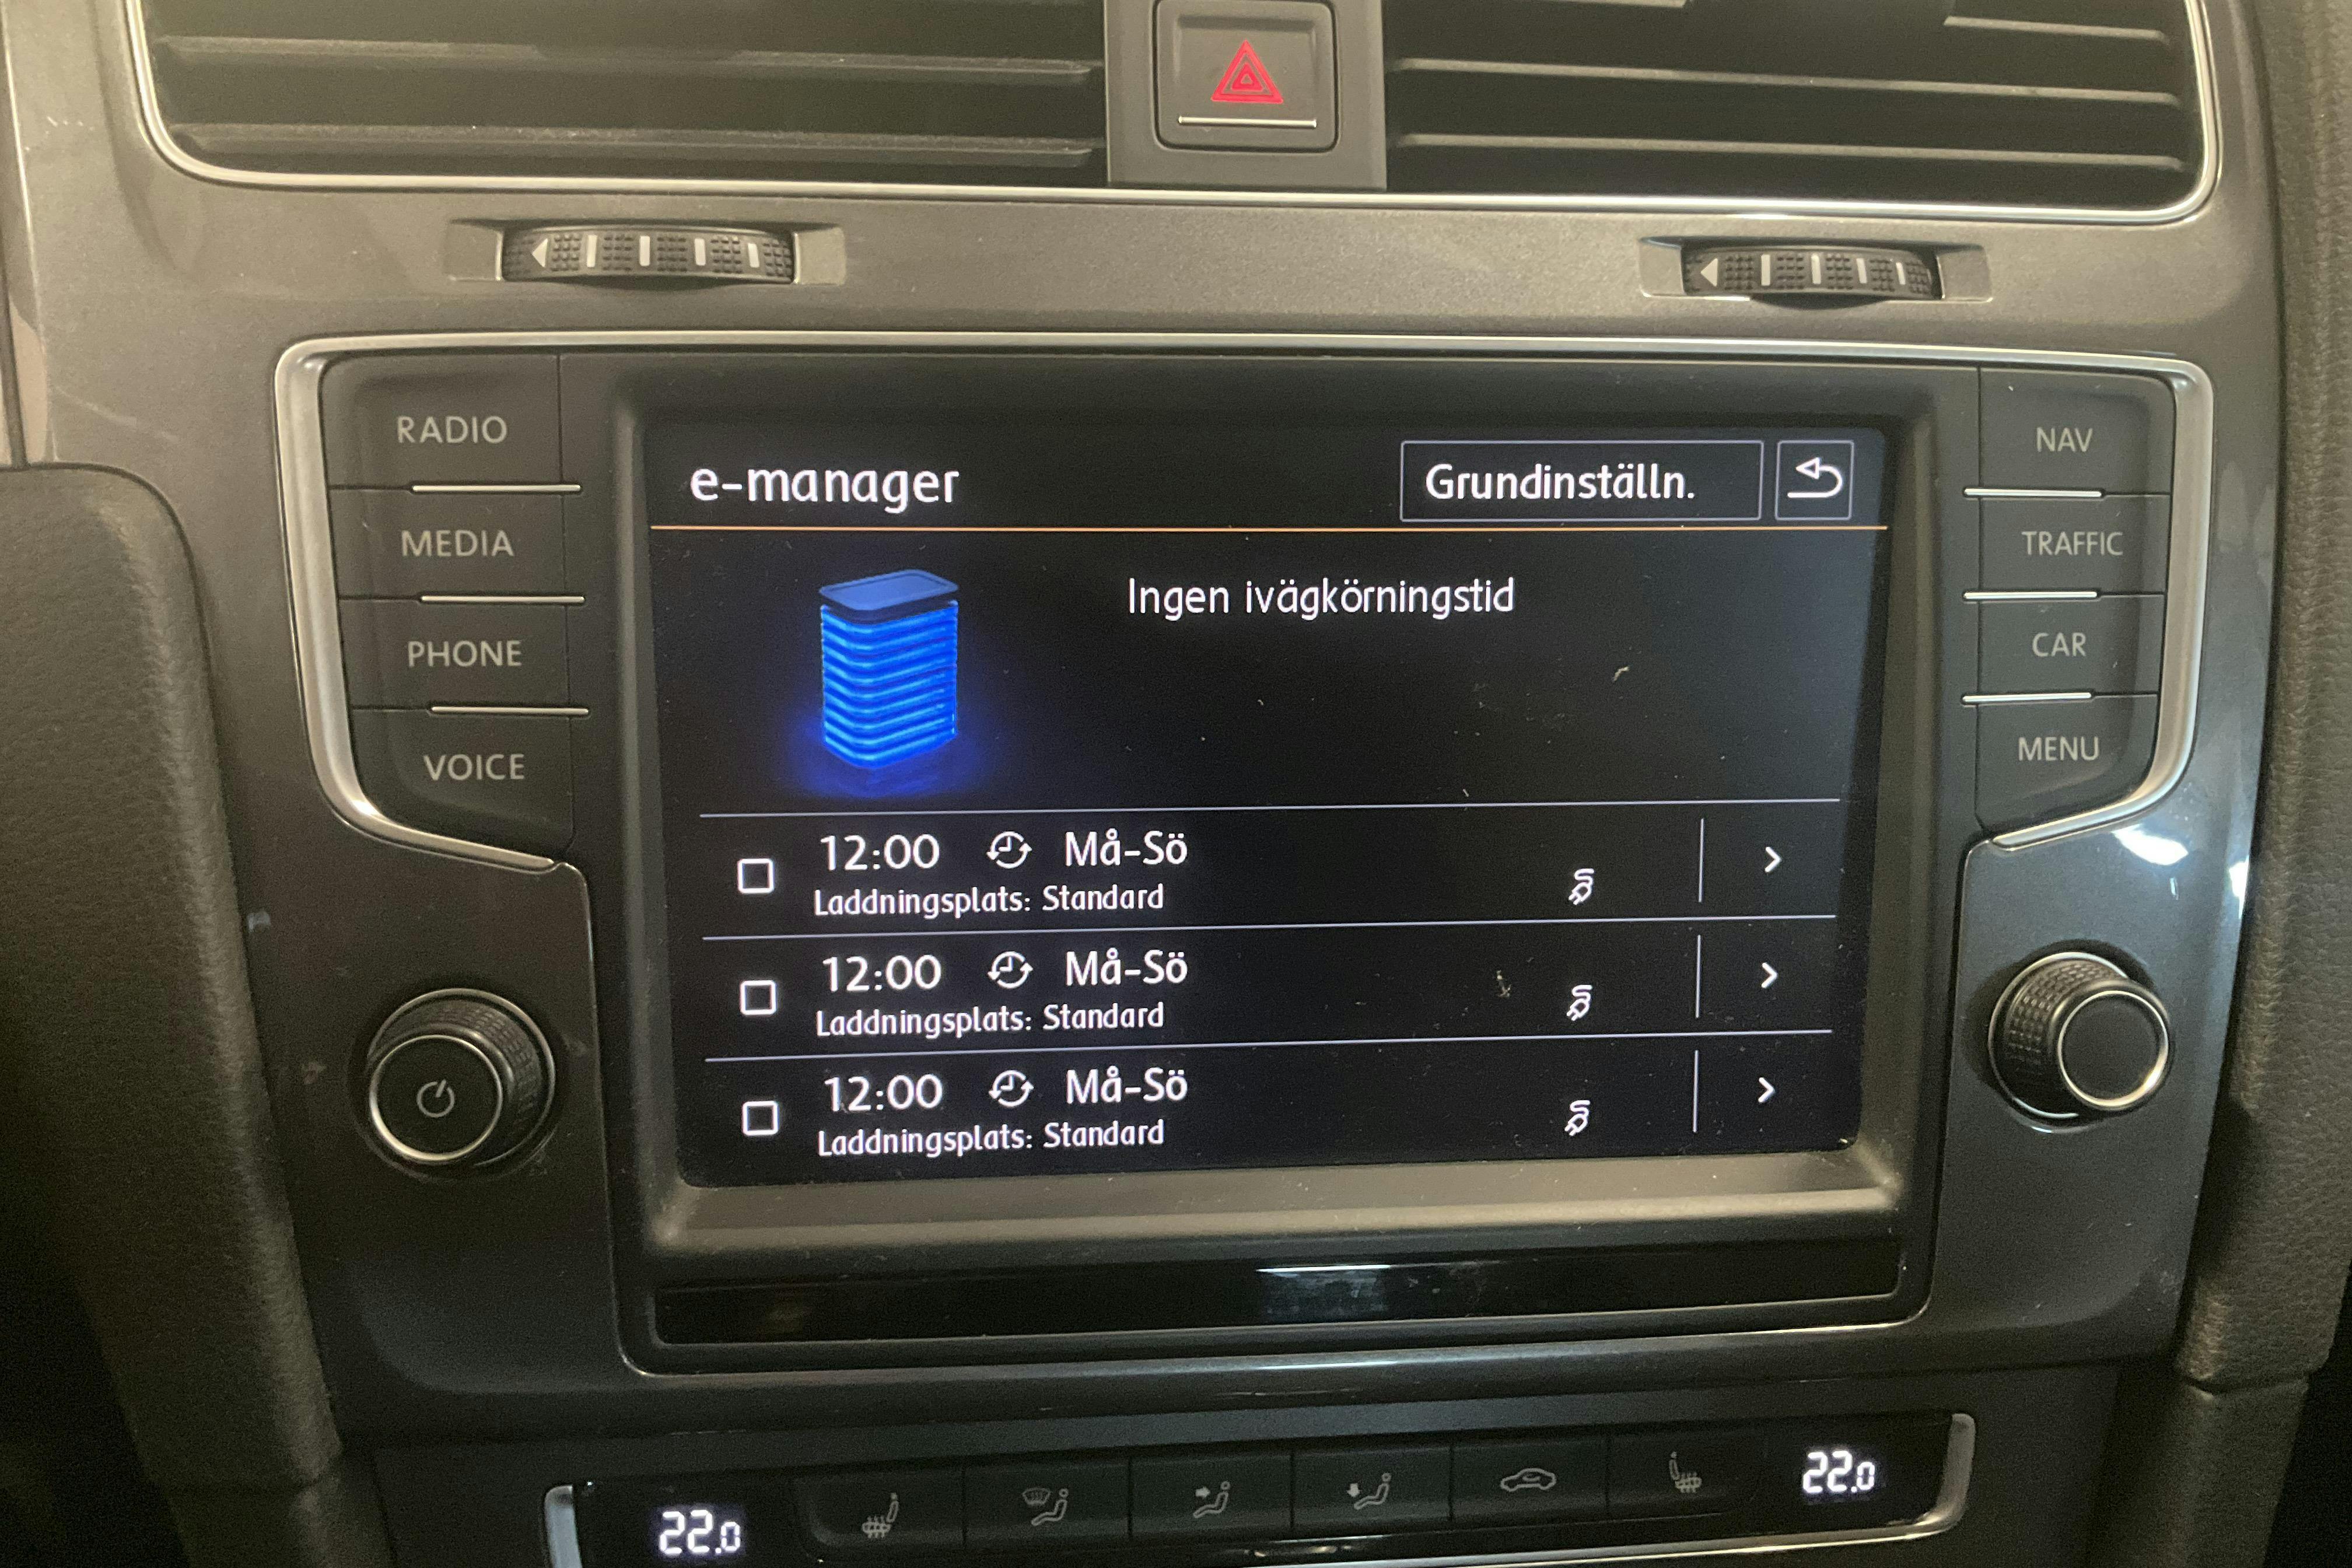 RADIO
MEDIA
PHONE
VOICE
e-manager
Grundinställn.
Ingen ivägkörningstid
12:00 Må-Sö
Laddningsplats: Standard
12:00 Må-Sö
Laddningsplats: Standard
12:00 Må-Sö
Laddningsplats: Standard
NAV
TRAFFIC
CAR
MENU
22.0
22.0